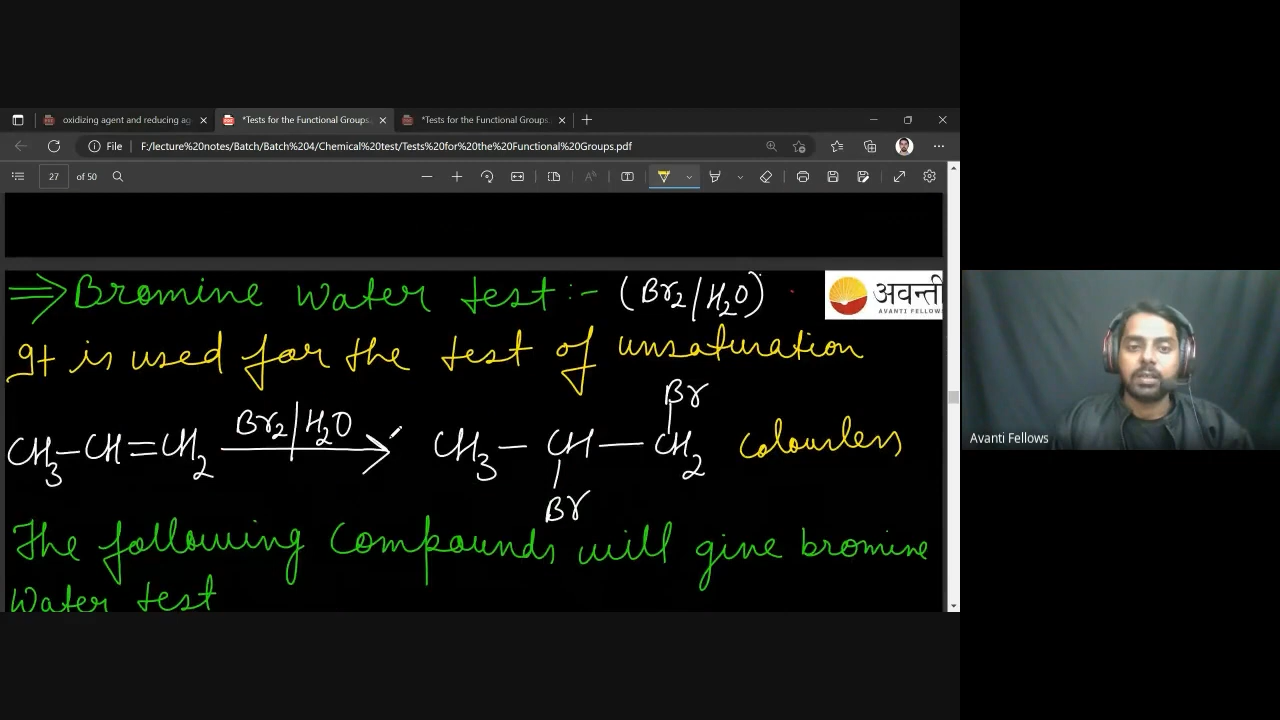 oxidizing agent and reducing ag
*Tests for the Functional Groups.
*Tests for the Functional Groups.
File
F:/lecture%20notes/Batch/Batch%204/Chemical%20test/Tests%20for%20the%20Functional%20Groups.pdf
27 of 50
⇒ Bromine water test :- (Br2/H2O)
अवन्ती
AVANTI FELLOW
It is used for the test of unsaturation
Br
CH3-CH=CH2 Br2/H2O → CH3-CH-CH2 colourless
Br
The following compounds will give bromine
water test
Avanti Fellows